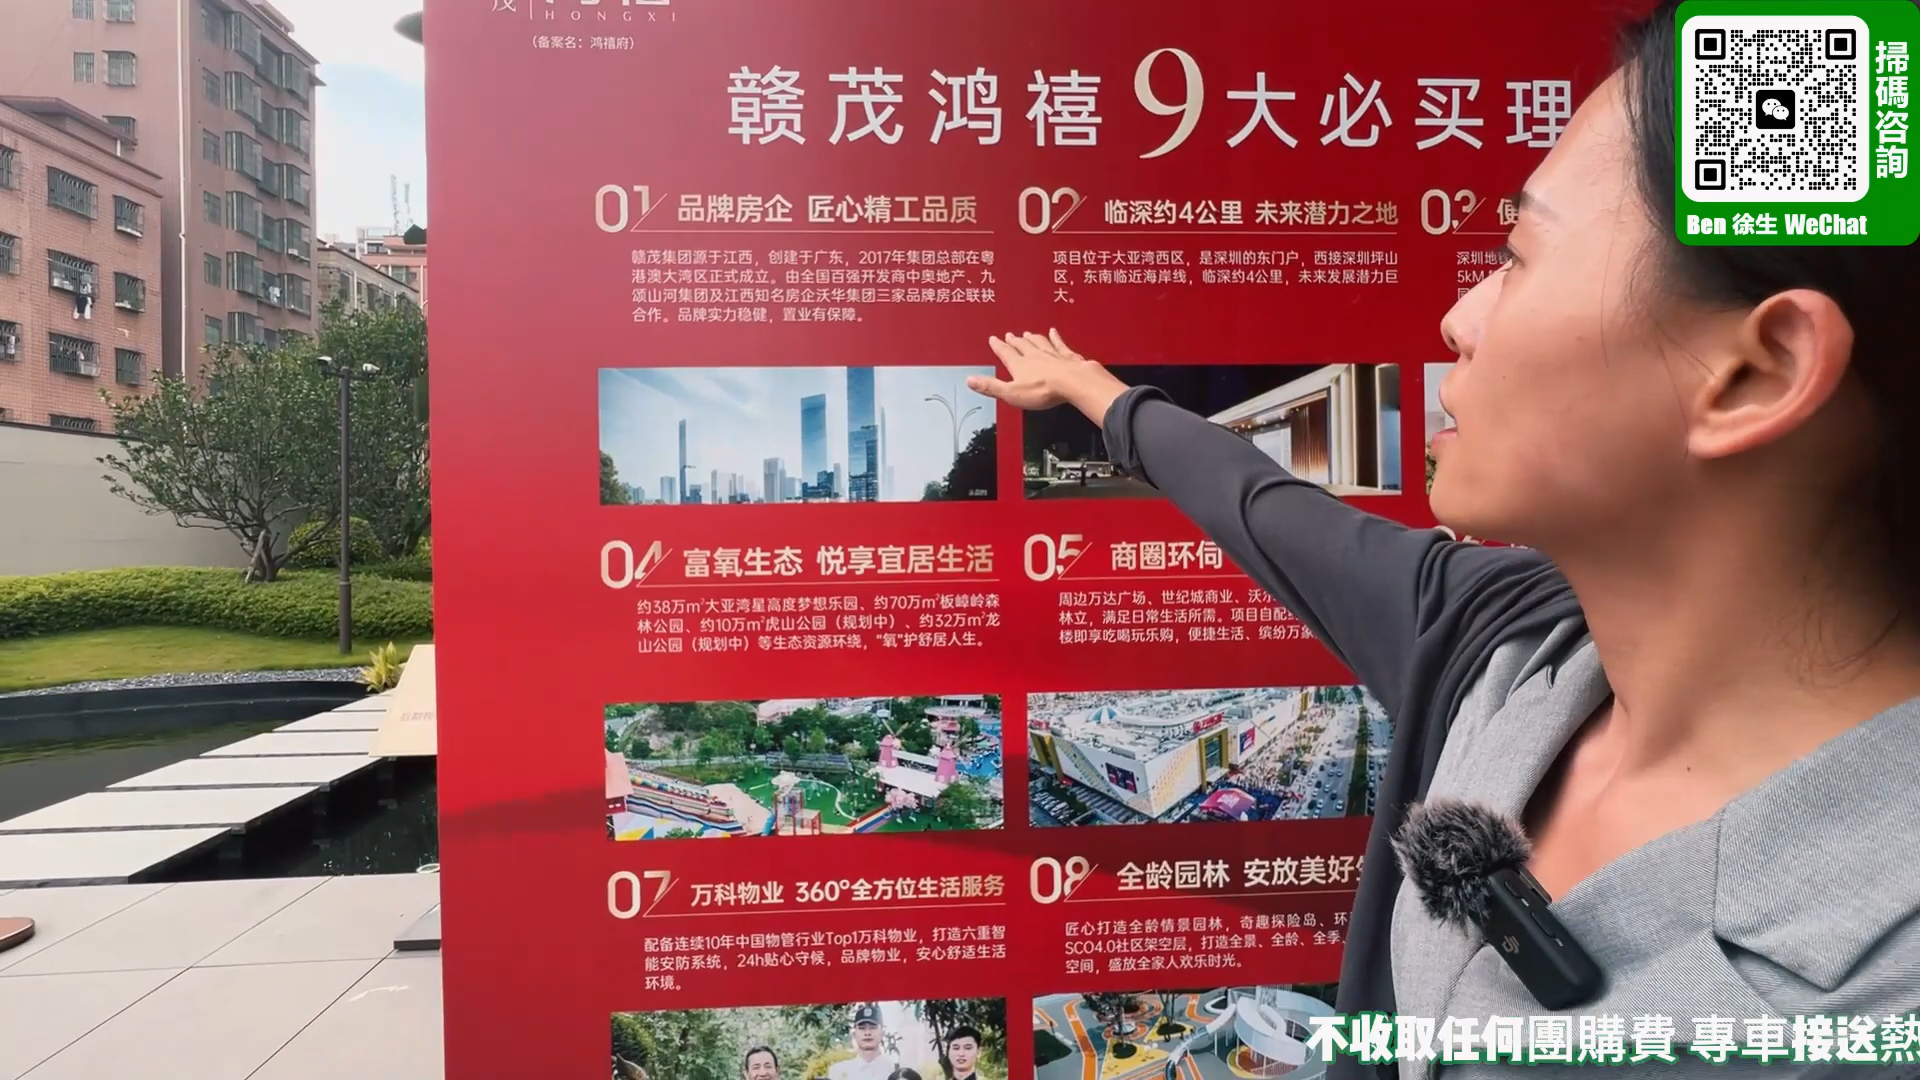 HONGXI
（备案名：鸿禧府）
赣茂鸿禧9大必买理
01 品牌房企 匠心精工品质
赣茂集团源于江西，创建于广东，2017年集团总部在粤
港澳大湾区正式成立。由全国百强开发商中奥地产、九
颂山河集团及江西知名房企沃华集团三家品牌房企联袂
合作。品牌实力稳健，置业有保障。
02 临深约4公里 未来潜力之地
项目位于大亚湾西区，是深圳的东门户，西接深圳坪山
区，东南临近海岸线，临深约4公里，未来发展潜力巨
大。
03 便
深圳地
5kM
04 富氧生态 悦享宜居生活
约38万㎡大亚湾星高度梦想乐园、约70万㎡板嶂岭森
林公园、约10万㎡虎山公园（规划中）、约32万㎡龙
山公园（规划中）等生态资源环绕，“氧”护舒居人生。
05 商圈环伺
周边万达广场、世纪城商业、沃尔
林立，满足日常生活所需。项目自配
楼即享吃喝玩乐购，便捷生活、缤纷万象
07 万科物业 360°全方位生活服务
配备连续10年中国物管行业Top1万科物业，打造六重智
能安防系统，24h贴心守候，品牌物业，安心舒适生活
环境。
08 全龄园林 安放美好生
匠心打造全龄情景园林，奇趣探险岛、环
SCO4.0社区架空层，打造全景、全龄、全季、
空间，盛放全家人欢乐时光。
掃碼咨詢
Ben 徐生 WeChat
不收取任何團購費 專車接送熱